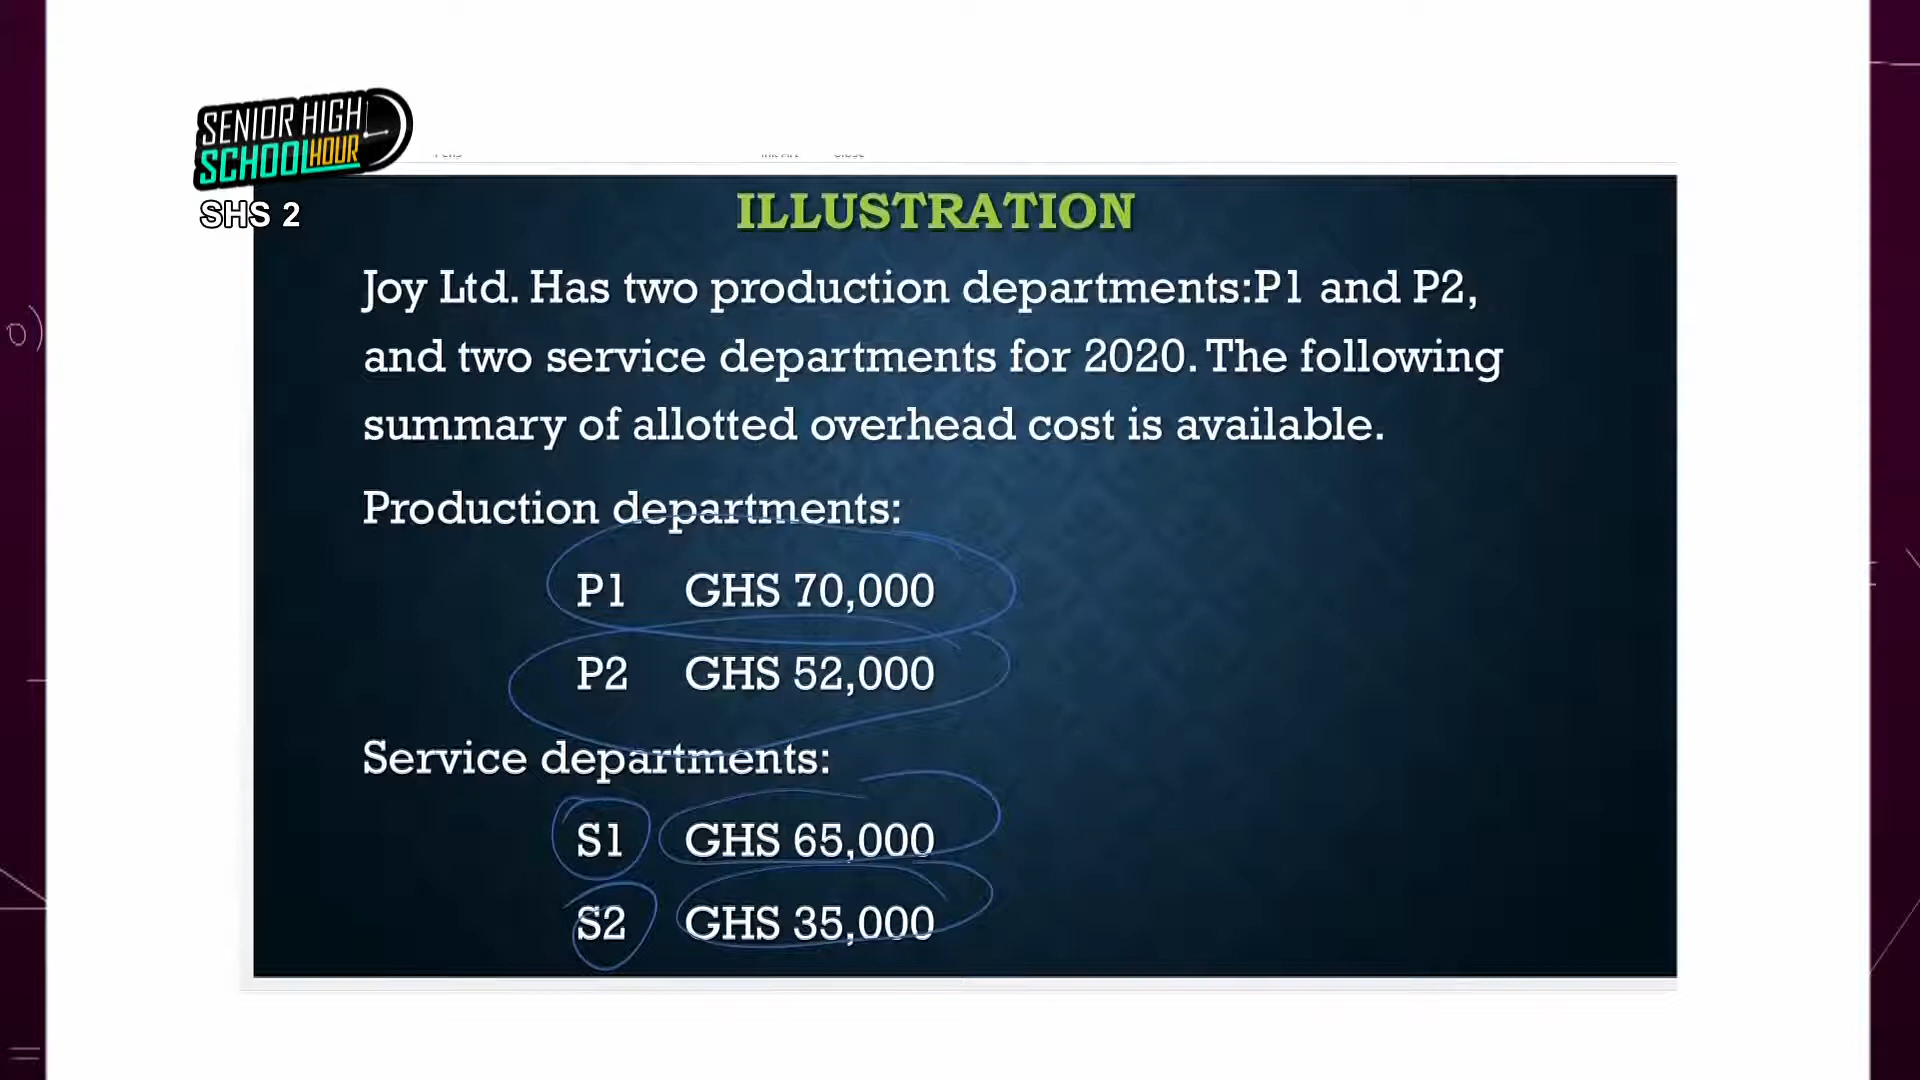 SENIOR HIGH
SCHOOL HOUR
SHS 2
ILLUSTRATION
Joy Ltd. Has two production departments:P1 and P2,
and two service departments for 2020. The following
summary of allotted overhead cost is available.
Production departments:
P1 GHS 70,000
P2 GHS 52,000
Service departments:
S1 GHS 65,000
S2 GHS 35,000